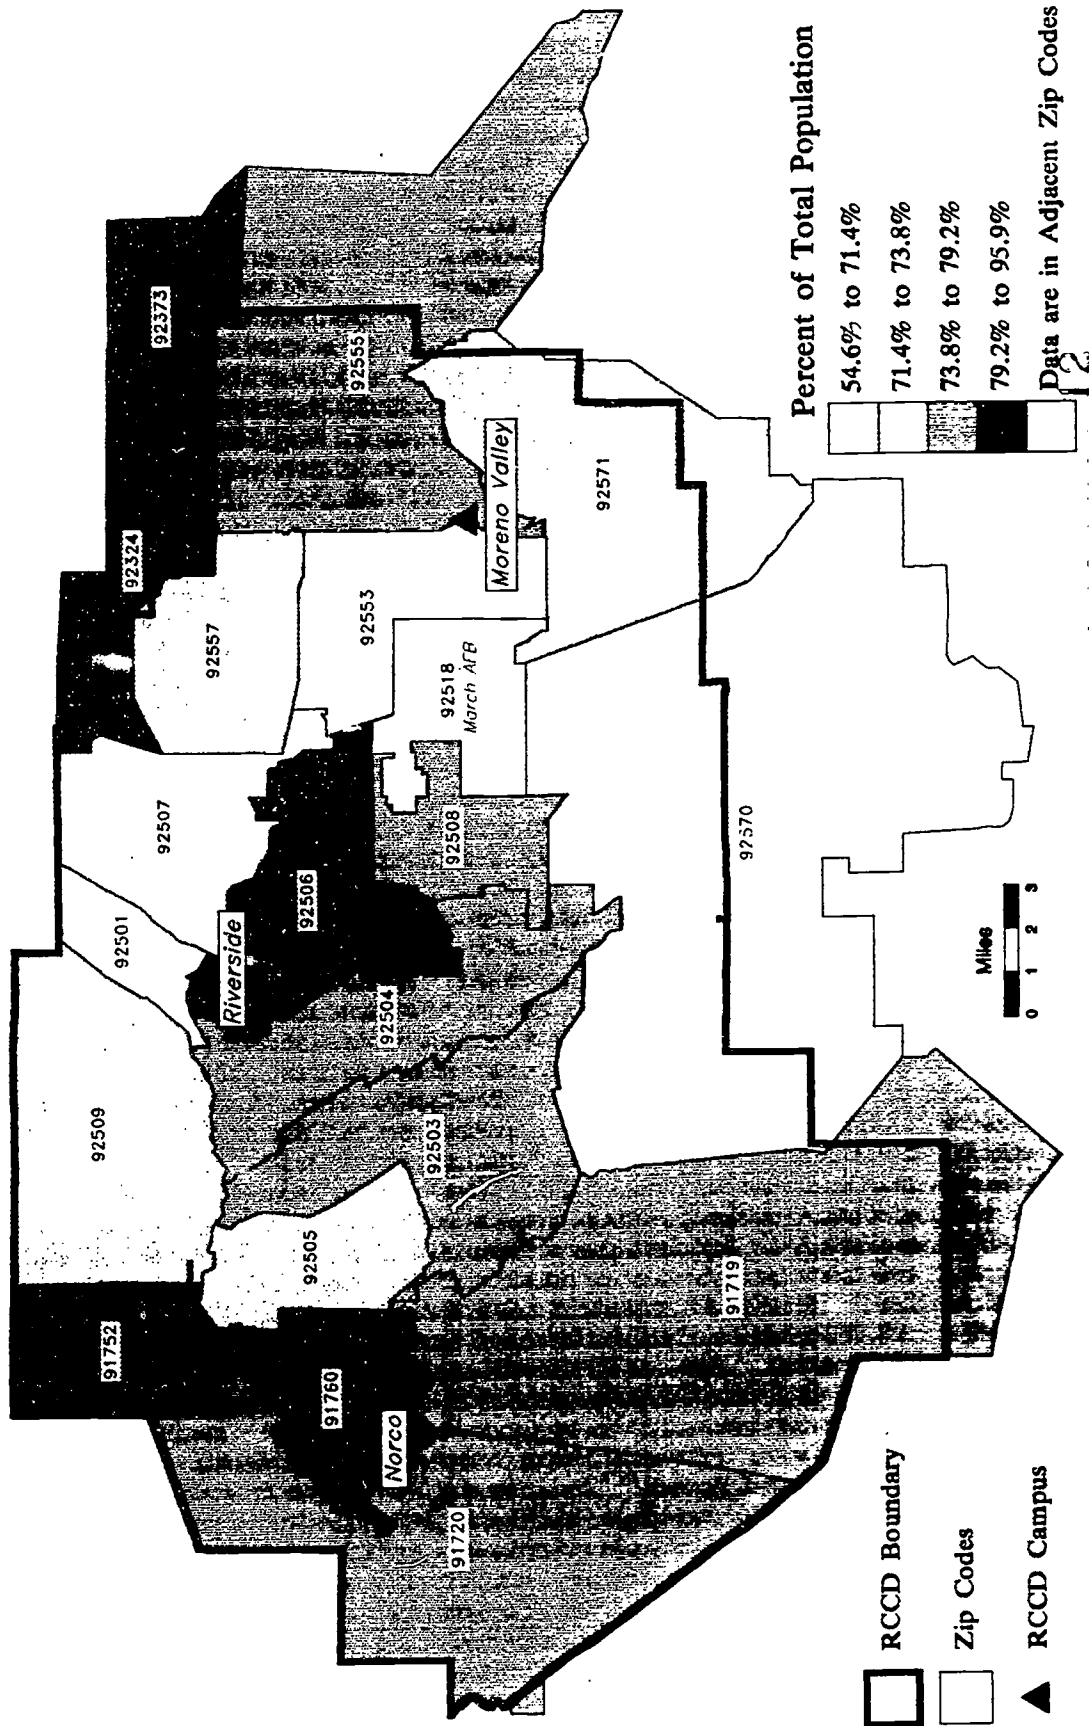 92373
92324
92555
92557
92553
Moreno Valley
92518
March AFB
92571
92507
92501
92506
Riverside
92508
92504
92509
92503
92505
92570
91752
91760
Norco
91719
91720
Percent of Total Population
54.6% to 71.4%
71.4% to 73.8%
73.8% to 79.2%
79.2% to 95.9%
Data are in Adjacent Zip Codes
Miles
0 1 2 3
RCCD Boundary
Zip Codes
RCCD Campus
12